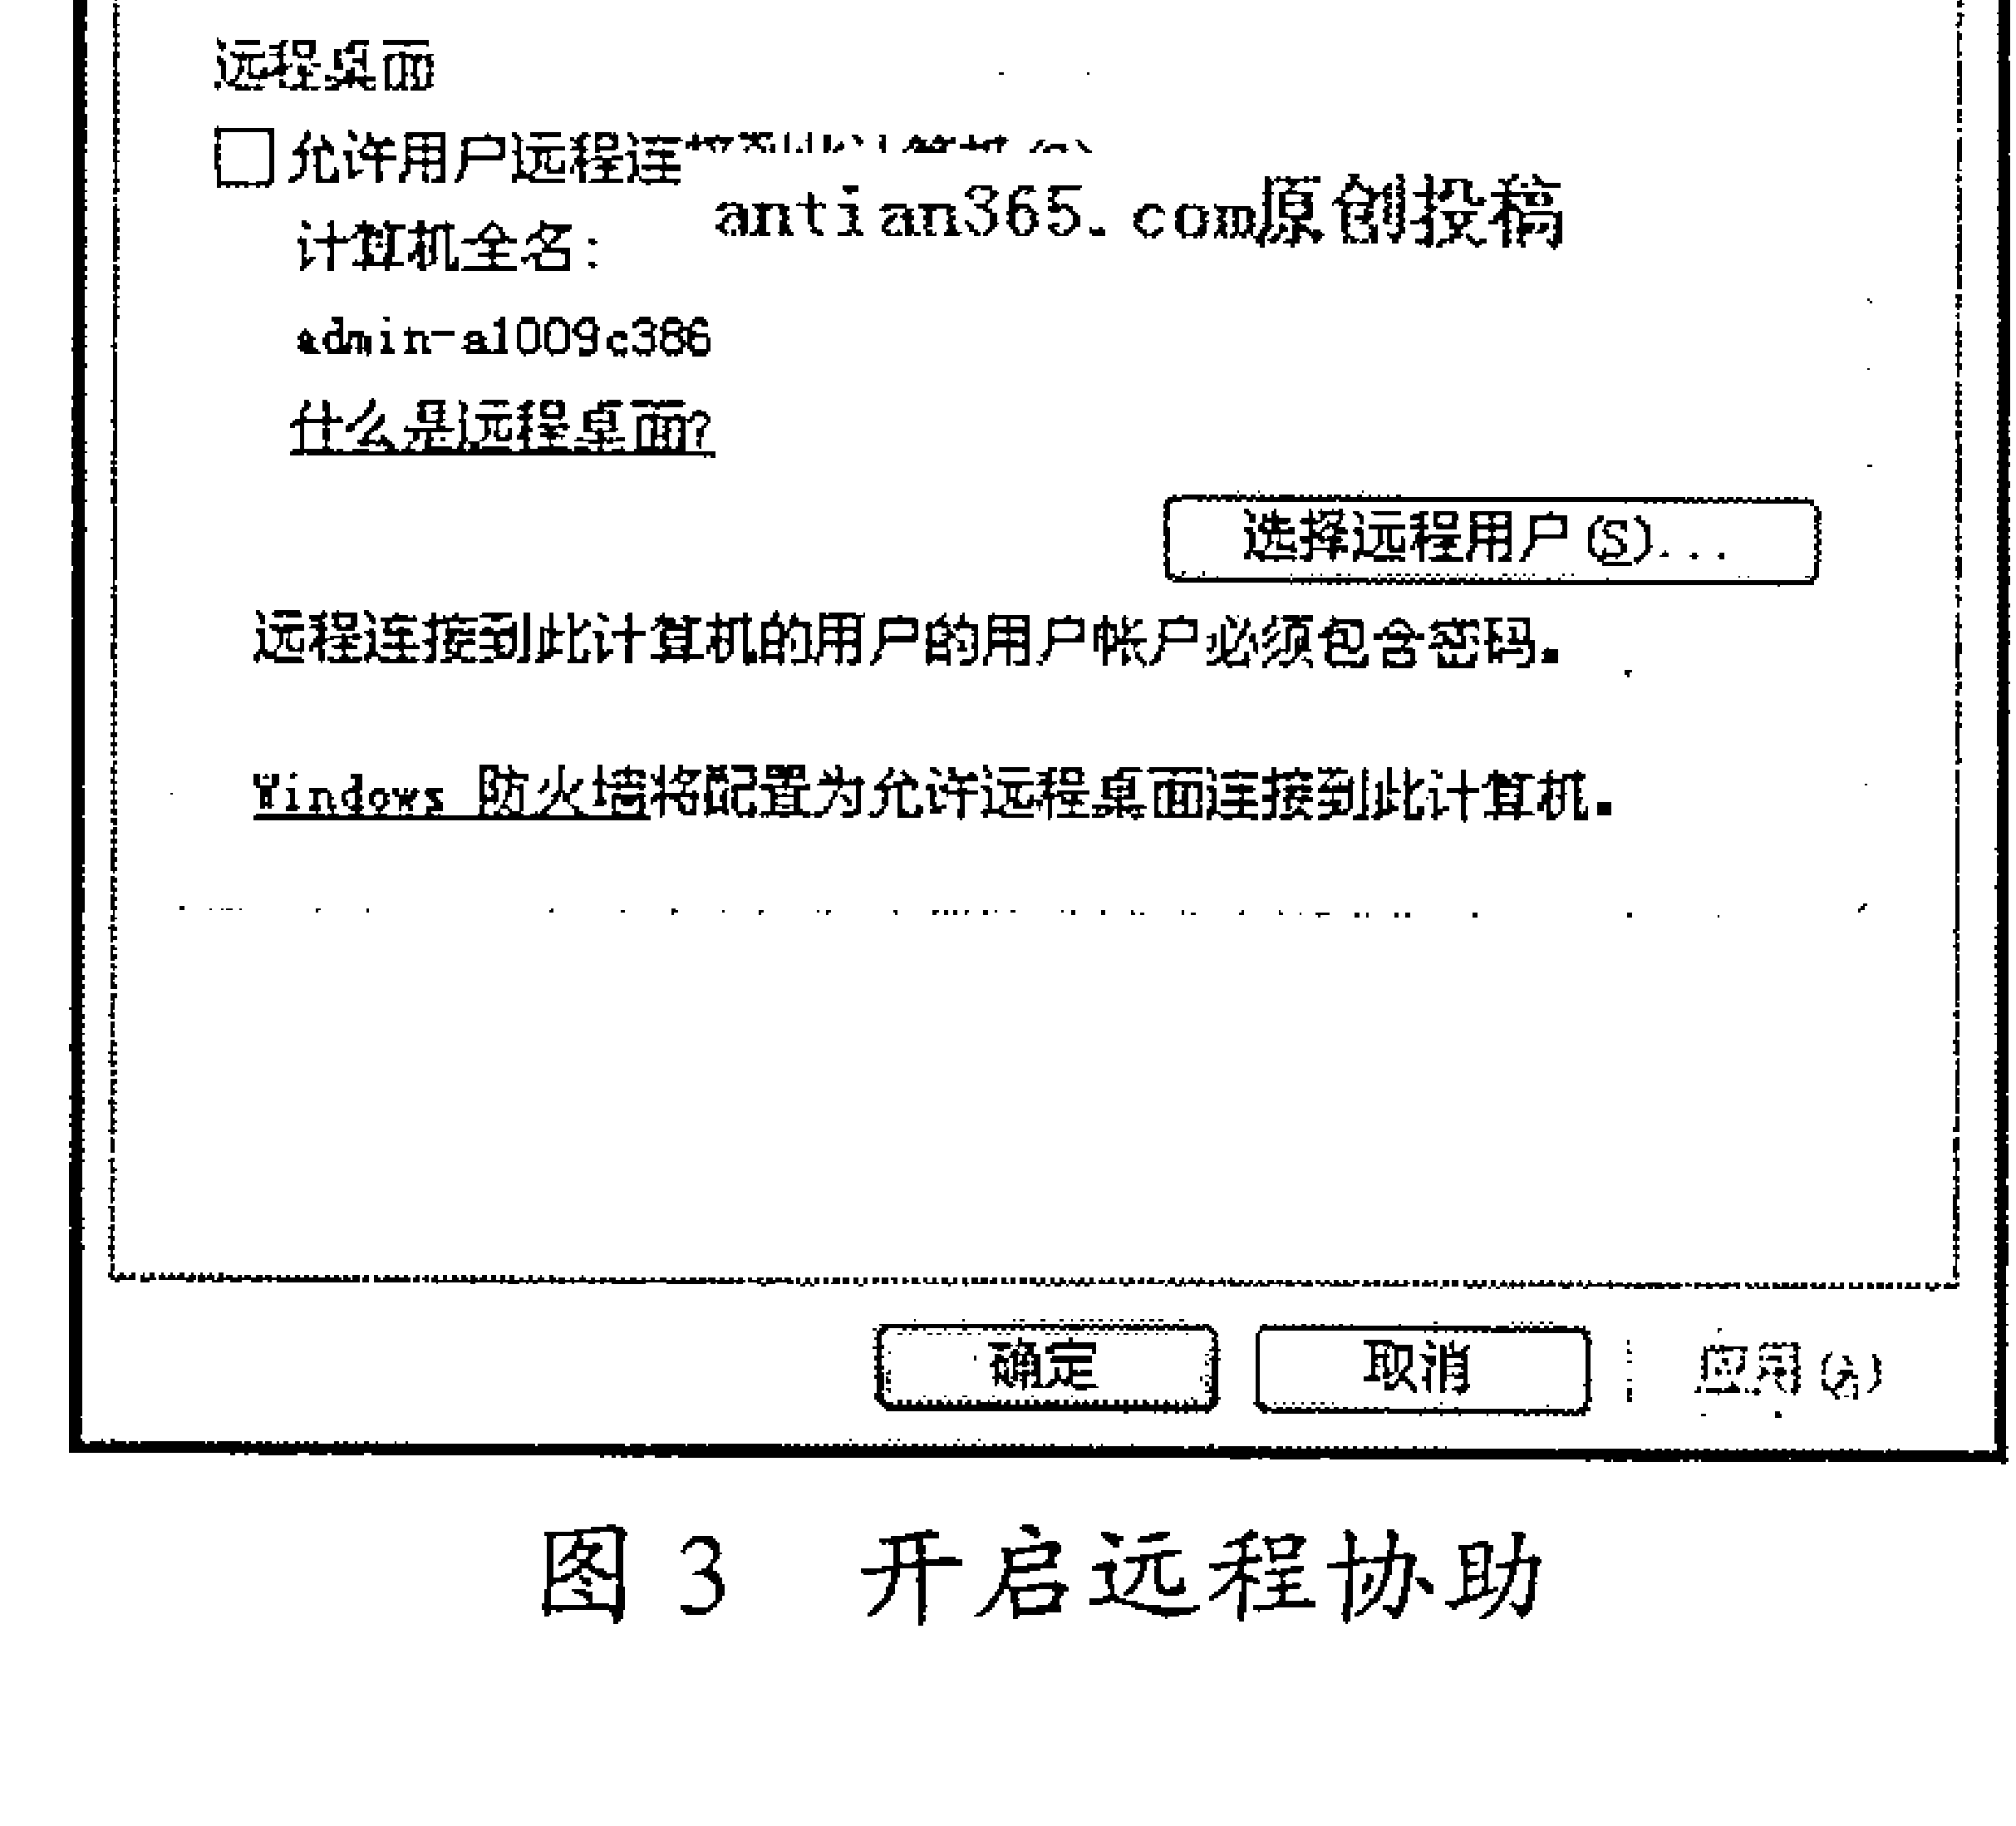 远程桌面
允许用户远程连
antian365.com原创投稿
计算机全名:
admin-a1009c386
什么是远程桌面?
选择远程用户(S)...
远程连接到此计算机的用户的用户帐户必须包含密码。
Windows 防火墙将配置为允许远程桌面连接到此计算机。
确定 取消 应用(A)
图 3 开启远程协助